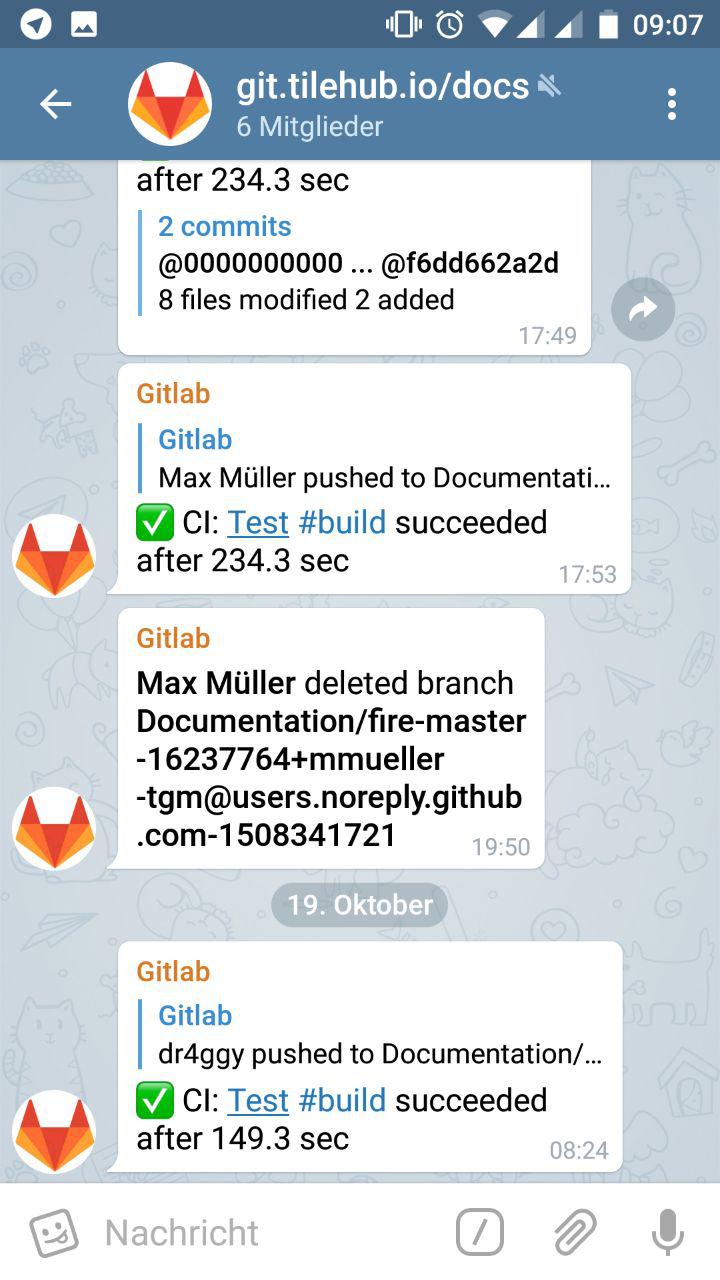 09:07
git.tilehub.io/docs
6 Mitglieder
after 234.3 sec
2 commits
@0000000000 ... @f6dd662a2d
8 files modified 2 added
17:49
Gitlab
Gitlab
Max Müller pushed to Documentati...
✅ CI: Test #build succeeded
after 234.3 sec
17:53
Gitlab
Max Müller deleted branch
Documentation/fire-master
-16237764+mmueller
-tgm@users.noreply.github
.com-1508341721
19:50
19. Oktober
Gitlab
Gitlab
dr4ggy pushed to Documentation/...
✅ CI: Test #build succeeded
after 149.3 sec
08:24
Nachricht